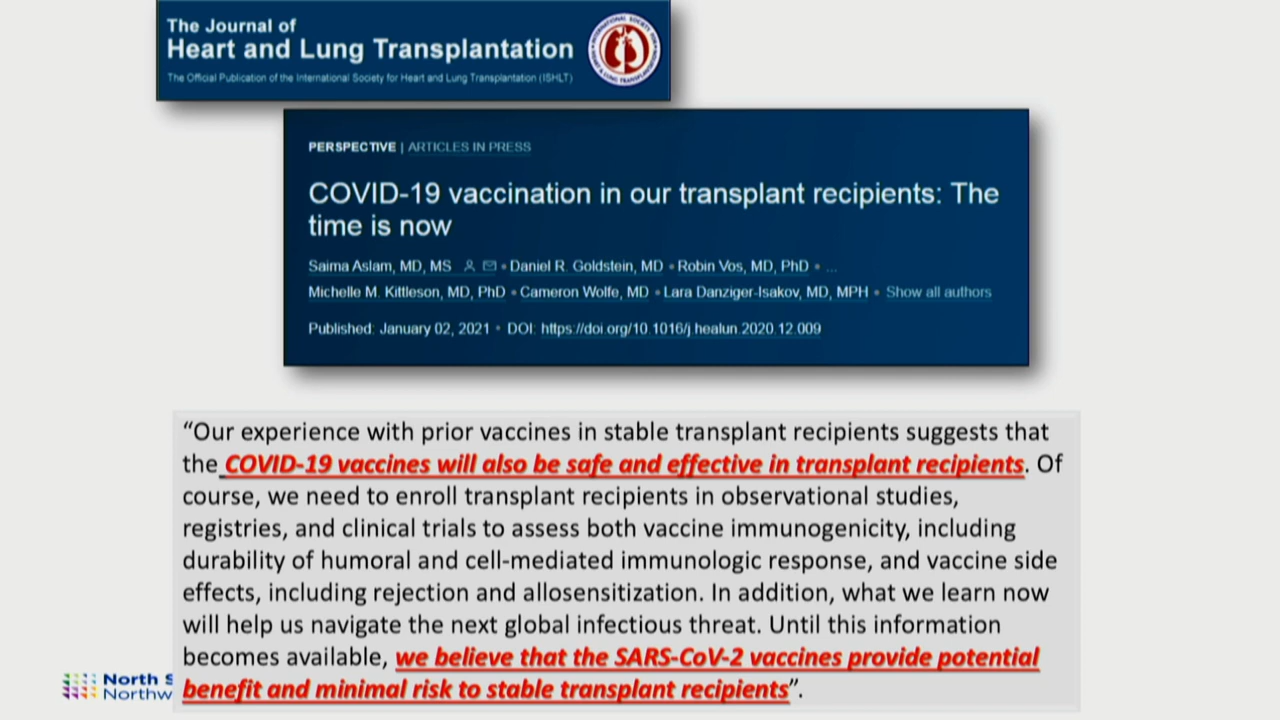 The Journal of
Heart and Lung Transplantation
The Official Publication of the International Society for Heart and Lung Transplantation (ISHLT)
PERSPECTIVE | ARTICLES IN PRESS
COVID-19 vaccination in our transplant recipients: The
time is now
Saima Aslam, MD, MS • Daniel R. Goldstein, MD • Robin Vos, MD, PhD • ...
Michelle M. Kittleson, MD, PhD • Cameron Wolfe, MD • Lara Danziger-Isakov, MD, MPH • Show all authors
Published: January 02, 2021 • DOI: https://doi.org/10.1016/j.healun.2020.12.009
“Our experience with prior vaccines in stable transplant recipients suggests that
the COVID-19 vaccines will also be safe and effective in transplant recipients. Of
course, we need to enroll transplant recipients in observational studies,
registries, and clinical trials to assess both vaccine immunogenicity, including
durability of humoral and cell-mediated immunologic response, and vaccine side
effects, including rejection and allosensitization. In addition, what we learn now
will help us navigate the next global infectious threat. Until this information
becomes available, we believe that the SARS-CoV-2 vaccines provide potential
benefit and minimal risk to stable transplant recipients”.
North S
Northw